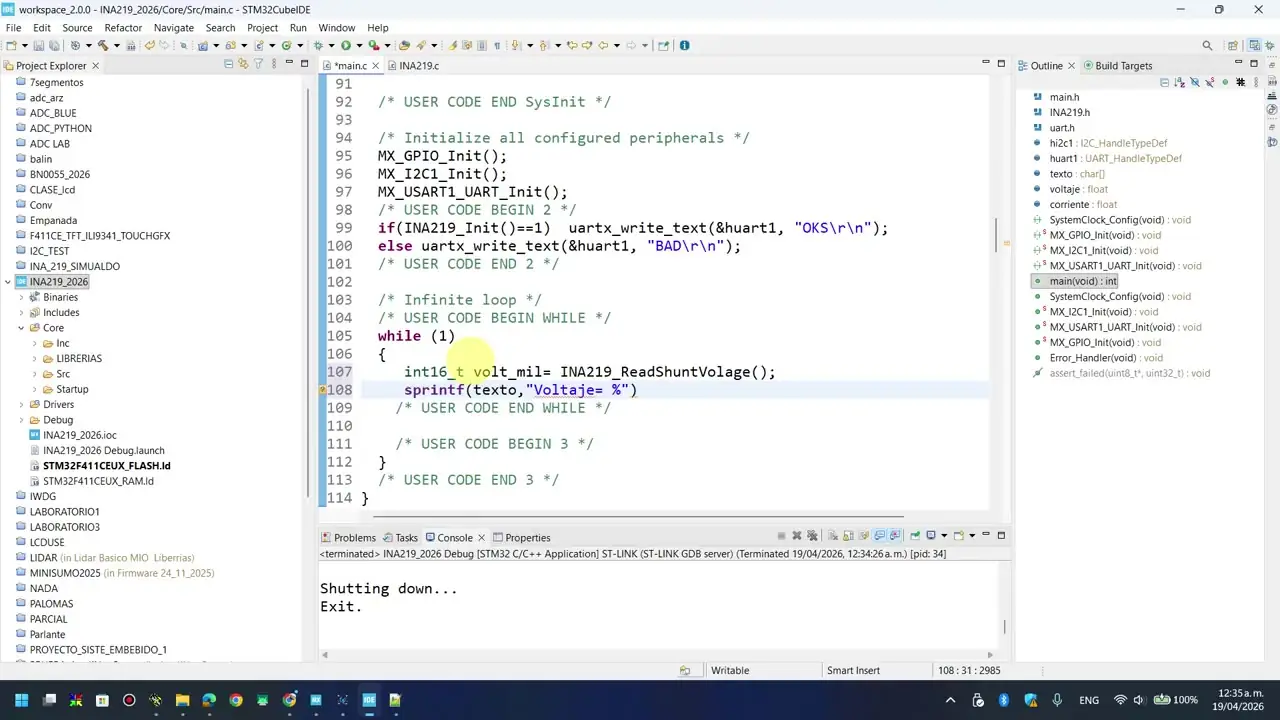 workspace_2.0.0 - INA219_2026/Core/Src/main.c - STM32CubeIDE
File Edit Source Refactor Navigate Search Project Run Window Help
Project Explorer
7segmentos
adc_arz
ADC_BLUE
ADC_PYTHON
ADC LAB
balin
BN0055_2026
CLASE_lcd
Conv
Empanada
F411CE_TFT_ILI9341_TOUCHGFX
I2C_TEST
INA_219_SIMUALDO
INA219_2026
Binaries
Includes
Core
Inc
LIBRERIAS
Src
Startup
Drivers
Debug
INA219_2026.ioc
INA219_2026 Debug.launch
STM32F411CEUX_FLASH.ld
STM32F411CEUX_RAM.ld
IWDG
LABORATORIO1
LABORATORIO3
LCDUSE
LIDAR (in Lidar Basico MIO Liberrias)
MINISUMO2025 (in Firmware 24_11_2025)
NADA
PALOMAS
PARCIAL
Parlante
PROYECTO_SISTE_EMBEBIDO_1
*main.c INA219.c
91
92 /* USER CODE END SysInit */
93
94 /* Initialize all configured peripherals */
95 MX_GPIO_Init();
96 MX_I2C1_Init();
97 MX_USART1_UART_Init();
98 /* USER CODE BEGIN 2 */
99 if(INA219_Init()==1) uartx_write_text(&huart1, "OKS\r\n");
100 else uartx_write_text(&huart1, "BAD\r\n");
101 /* USER CODE END 2 */
102
103 /* Infinite loop */
104 /* USER CODE BEGIN WHILE */
105 while (1)
106 {
107 int16_t volt_mil= INA219_ReadShuntVolage();
108 sprintf(texto,"Voltaje= %")
109 /* USER CODE END WHILE */
110
111 /* USER CODE BEGIN 3 */
112 }
113 /* USER CODE END 3 */
114 }
Problems Tasks Console Properties
<terminated> INA219_2026 Debug [STM32 C/C++ Application] ST-LINK (ST-LINK GDB server) (Terminated 19/04/2026, 12:34:26 a. m.) [pid: 34]
Shutting down...
Exit.
Outline Build Targets
main.h
INA219.h
uart.h
hi2c1 : I2C_HandleTypeDef
huart1 : UART_HandleTypeDef
texto : char[]
voltaje : float
corriente : float
SystemClock_Config(void) : void
MX_GPIO_Init(void) : void
MX_I2C1_Init(void) : void
MX_USART1_UART_Init(void) : void
main(void) : int
SystemClock_Config(void) : void
MX_I2C1_Init(void) : void
MX_USART1_UART_Init(void) : void
MX_GPIO_Init(void) : void
Error_Handler(void) : void
assert_failed(uint8_t*, uint32_t) : void
Writable Smart Insert 108 : 31 : 2985
ENG 100% 12:35 a. m.
19/04/2026